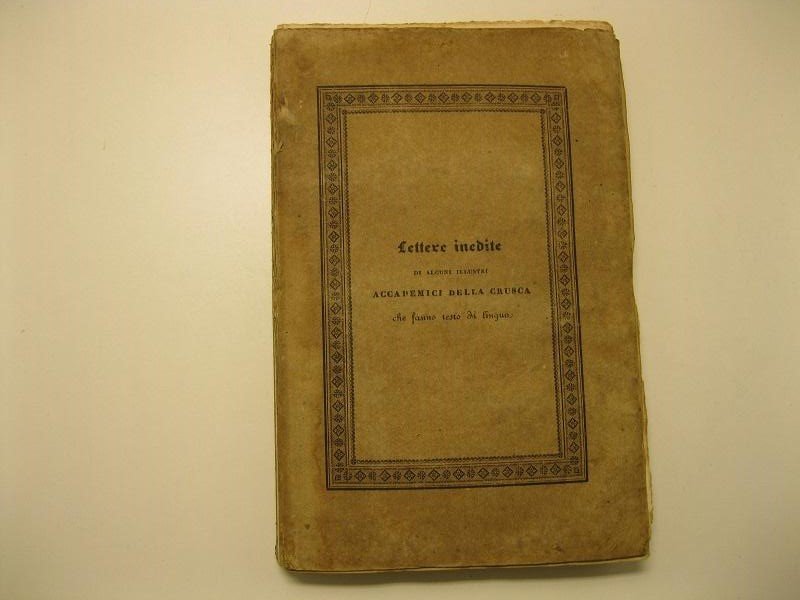 Lettere inedite
DI ALCUNI ILLUSTRI
ACCADEMICI DELLA CRUSCA
che fanno testo di lingua